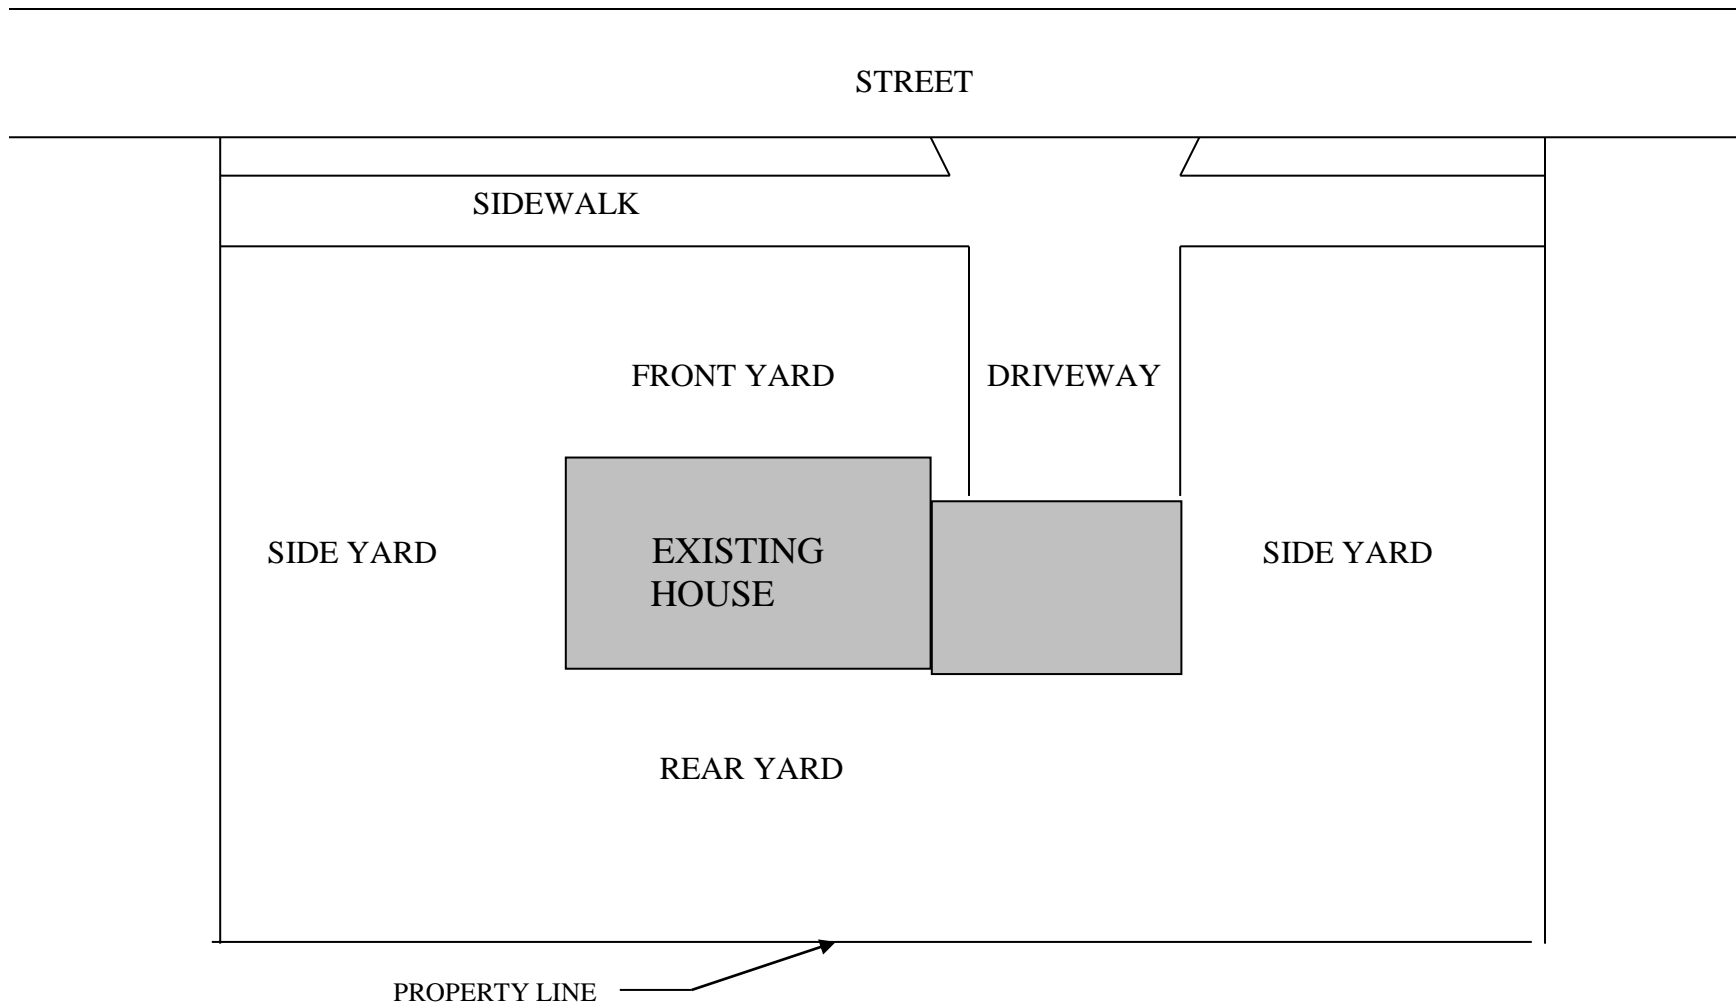 STREET
SIDEWALK
FRONT YARD
DRIVEWAY
SIDE YARD
EXISTING
HOUSE
SIDE YARD
REAR YARD
PROPERTY LINE